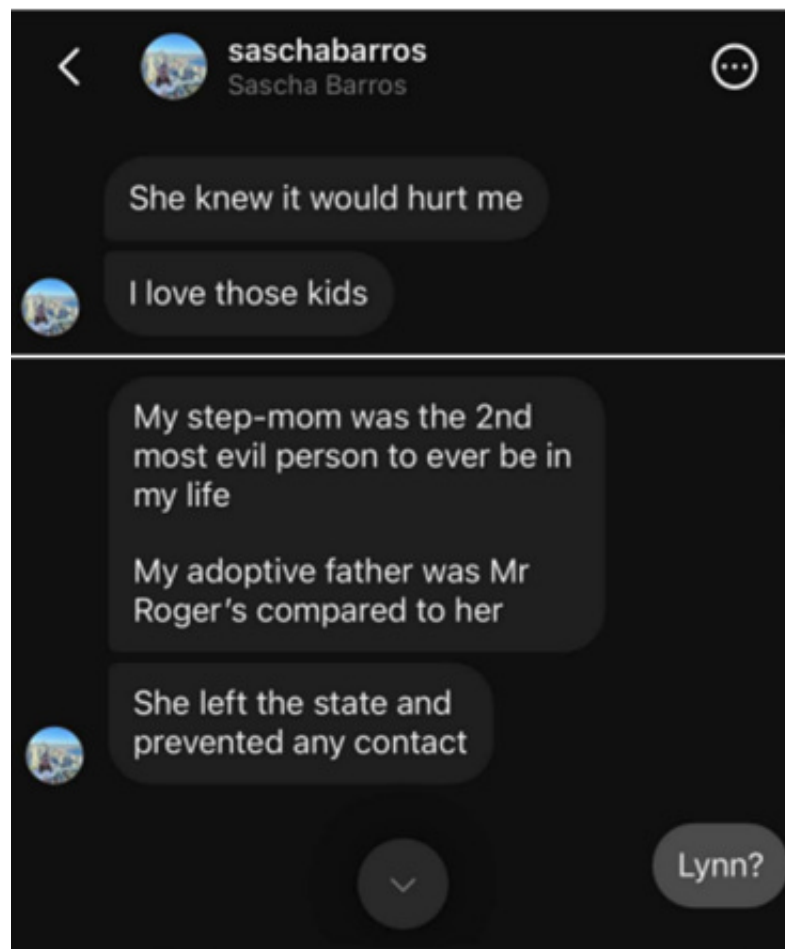 saschabarros
Sascha Barros
She knew it would hurt me
I love those kids
My step-mom was the 2nd
most evil person to ever be in
my life
My adoptive father was Mr
Roger's compared to her
She left the state and
prevented any contact
Lynn?